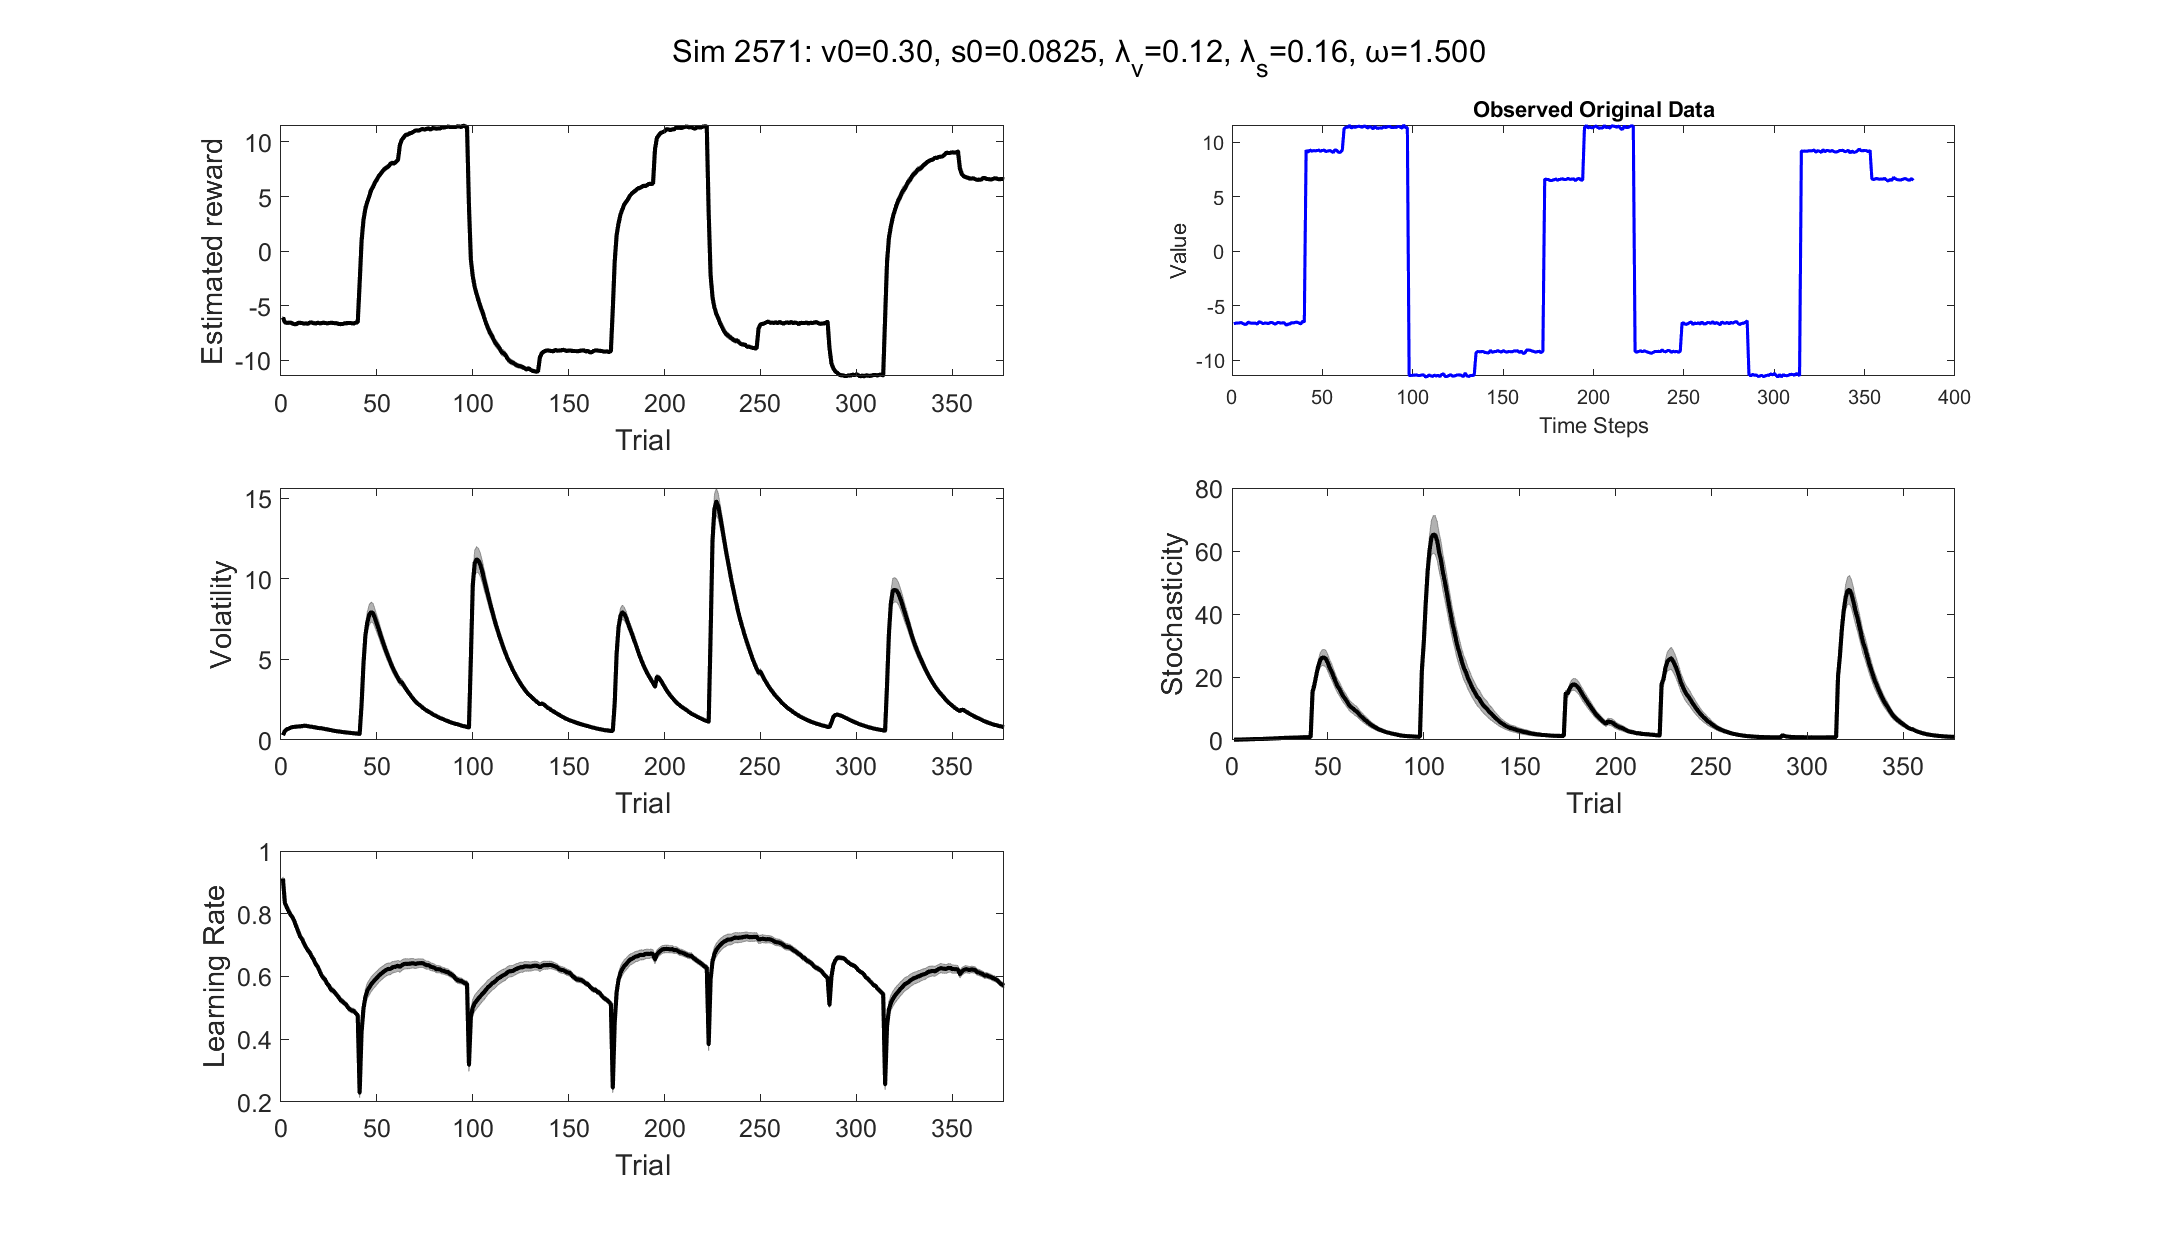 Sim 2571: v0=0.30, s0=0.0825, λv=0.12, λs=0.16, ω=1.500
Estimated reward
10
5
0
-5
-10
0 50 100 150 200 250 300 350
Trial
Observed Original Data
Value
10
5
0
-5
-10
0 50 100 150 200 250 300 350 400
Time Steps
Volatility
15
10
5
0
0 50 100 150 200 250 300 350
Trial
Stochasticity
80
60
40
20
0
0 50 100 150 200 250 300 350
Trial
Learning Rate
1
0.8
0.6
0.4
0.2
0 50 100 150 200 250 300 350
Trial